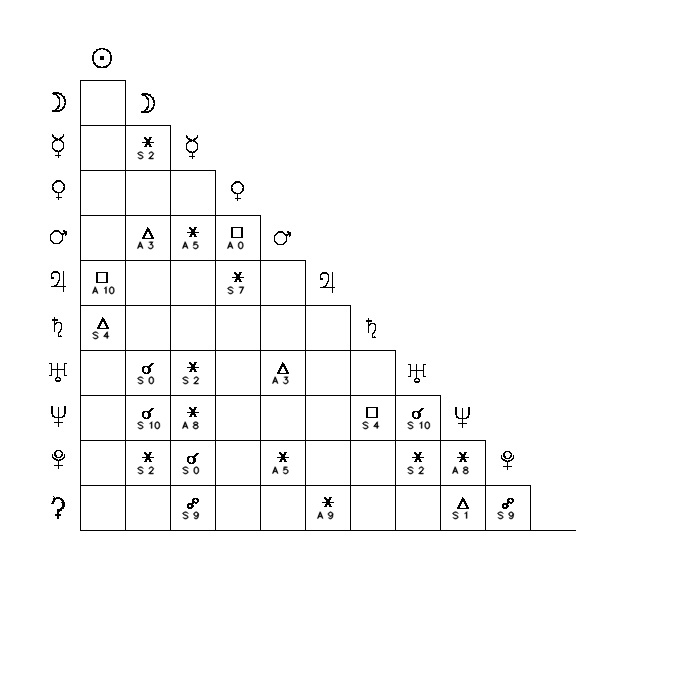 ☉
☽ ☽
☿ ⚹ ☿
S 2
♀ ♀
♂ △ ⚹ □ ♂
A 3 A 5 A 0
♃ □ ⚹ ♃
A 10 S 7
♄ △ ♄
S 4
♅ ☌ ⚹ △ ♅
S 0 S 2 A 3
♆ ☌ ⚹ □ ☌ ♆
S 10 A 8 S 4 S 10
♇ ⚹ ☌ ⚹ ⚹ ⚹ ♇
S 2 S 0 A 5 S 2 A 8
⚳ ☍ ⚹ △ ☍
S 9 A 9 S 1 S 9